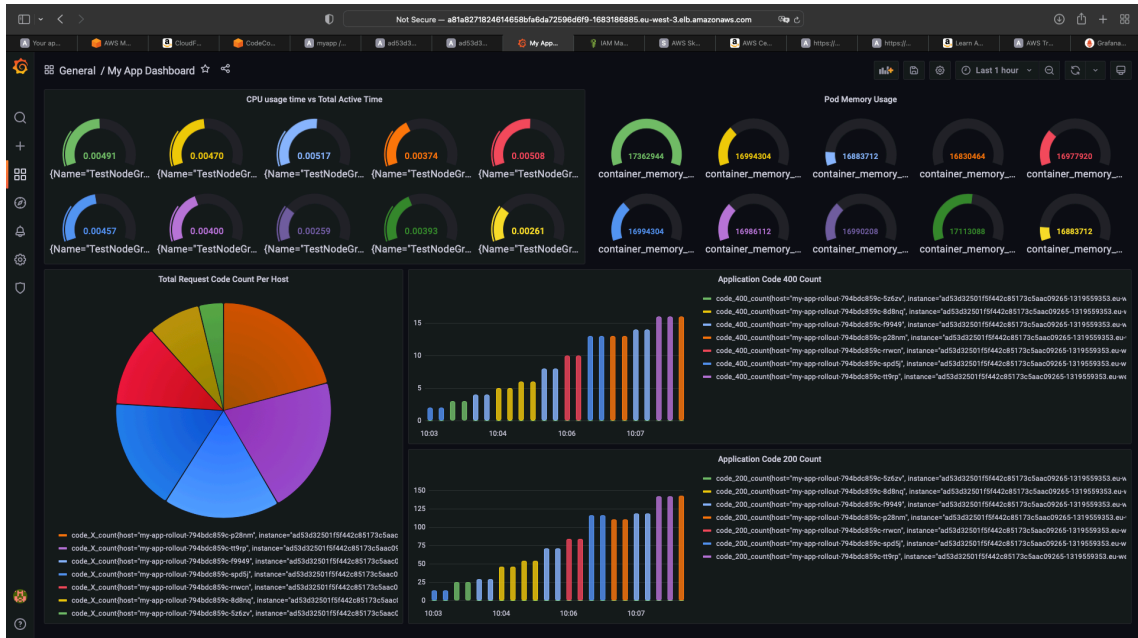 Not Secure — a81a8271824614658bfa6da72596d6f9-1683186885.eu-west-3.elb.amazonaws.com
Your ap... AWS M... CloudF... CodeCo... myapp /... ad53d3... ad53d3... My App... IAM Ma... AWS Sk... AWS Ce... https://... https://... Learn A... AWS Tr... Grafana...
General / My App Dashboard
Last 1 hour
CPU usage time vs Total Active Time
0.00491 0.00470 0.00517 0.00374 0.00508
{Name="TestNodeGr... {Name="TestNodeGr... {Name="TestNodeGr... {Name="TestNodeGr... {Name="TestNodeGr...
0.00457 0.00400 0.00259 0.00393 0.00261
{Name="TestNodeGr... {Name="TestNodeGr... {Name="TestNodeGr... {Name="TestNodeGr... {Name="TestNodeGr...
Pod Memory Usage
17362944 16994304 16883712 16830464 16977920
container_memory_... container_memory_... container_memory_... container_memory_... container_memory_...
16994304 16986112 16990208 17113088 16883712
container_memory_... container_memory_... container_memory_... container_memory_... container_memory_...
Total Request Code Count Per Host
code_X_count{host="my-app-rollout-794bdc859c-p28nm", instance="ad53d32501f5f442c85173c5aac
code_X_count{host="my-app-rollout-794bdc859c-tt9rp", instance="ad53d32501f5f442c85173c5aac09
code_X_count{host="my-app-rollout-794bdc859c-f9949", instance="ad53d32501f5f442c85173c5aac0
code_X_count{host="my-app-rollout-794bdc859c-spd5j", instance="ad53d32501f5f442c85173c5aac0
code_X_count{host="my-app-rollout-794bdc859c-rrwcn", instance="ad53d32501f5f442c85173c5aac0
code_X_count{host="my-app-rollout-794bdc859c-8d8nq", instance="ad53d32501f5f442c85173c5aac0
code_X_count{host="my-app-rollout-794bdc859c-5z6zv", instance="ad53d32501f5f442c85173c5aac0
Application Code 400 Count
15
10
5
0
10:03 10:04 10:06 10:07
code_400_count{host="my-app-rollout-794bdc859c-5z6zv", instance="ad53d32501f5f442c85173c5aac09265-1319559353.eu-w
code_400_count{host="my-app-rollout-794bdc859c-8d8nq", instance="ad53d32501f5f442c85173c5aac09265-1319559353.eu-
code_400_count{host="my-app-rollout-794bdc859c-f9949", instance="ad53d32501f5f442c85173c5aac09265-1319559353.eu-w
code_400_count{host="my-app-rollout-794bdc859c-p28nm", instance="ad53d32501f5f442c85173c5aac09265-1319559353.eu-
code_400_count{host="my-app-rollout-794bdc859c-rrwcn", instance="ad53d32501f5f442c85173c5aac09265-1319559353.eu-w
code_400_count{host="my-app-rollout-794bdc859c-spd5j", instance="ad53d32501f5f442c85173c5aac09265-1319559353.eu-w
code_400_count{host="my-app-rollout-794bdc859c-tt9rp", instance="ad53d32501f5f442c85173c5aac09265-1319559353.eu-we
Application Code 200 Count
150
125
100
75
50
25
0
10:03 10:04 10:06 10:07
code_200_count{host="my-app-rollout-794bdc859c-5z6zv", instance="ad53d32501f5f442c85173c5aac09265-1319559353.eu-w
code_200_count{host="my-app-rollout-794bdc859c-8d8nq", instance="ad53d32501f5f442c85173c5aac09265-1319559353.eu-
code_200_count{host="my-app-rollout-794bdc859c-f9949", instance="ad53d32501f5f442c85173c5aac09265-1319559353.eu-w
code_200_count{host="my-app-rollout-794bdc859c-p28nm", instance="ad53d32501f5f442c85173c5aac09265-1319559353.eu-
code_200_count{host="my-app-rollout-794bdc859c-rrwcn", instance="ad53d32501f5f442c85173c5aac09265-1319559353.eu-w
code_200_count{host="my-app-rollout-794bdc859c-spd5j", instance="ad53d32501f5f442c85173c5aac09265-1319559353.eu-w
code_200_count{host="my-app-rollout-794bdc859c-tt9rp", instance="ad53d32501f5f442c85173c5aac09265-1319559353.eu-we